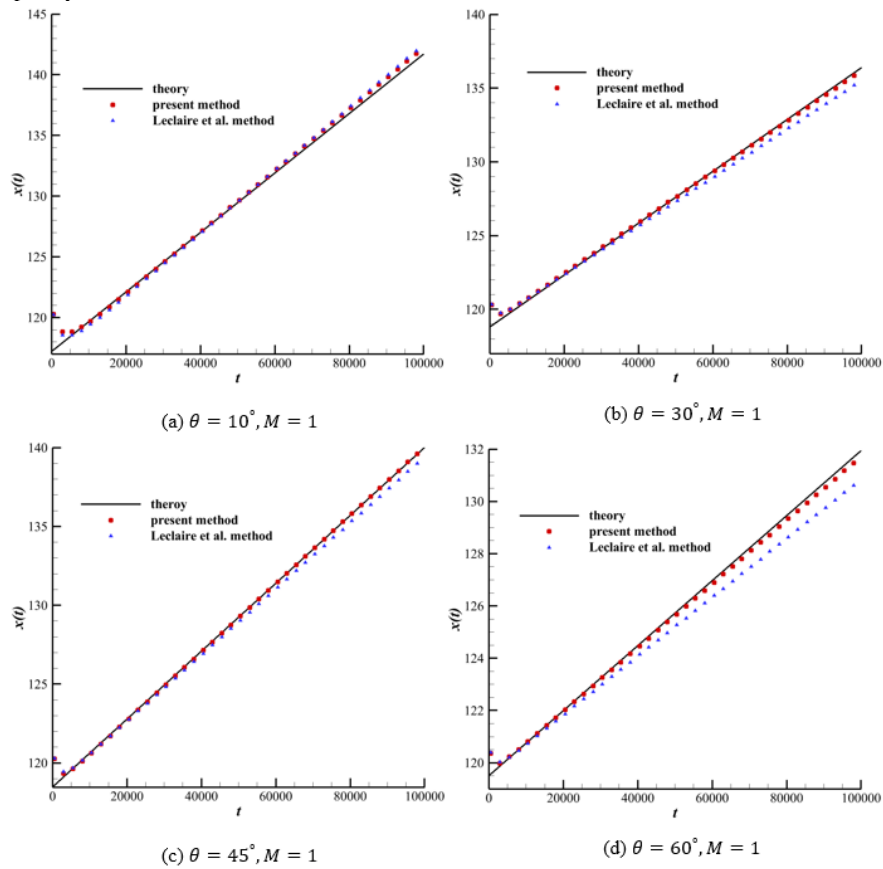 145
140
135
130
125
120
x(t)
theory
present method
Leclaire et al. method
0
20000
40000
60000
80000
100000
t
(a) θ = 10°, M = 1
140
135
130
125
120
x(t)
theory
present method
Leclaire et al. method
0
20000
40000
60000
80000
100000
t
(b) θ = 30°, M = 1
140
135
130
125
120
x(t)
theroy
present method
Leclaire et al. method
0
20000
40000
60000
80000
100000
t
(c) θ = 45°, M = 1
132
130
128
126
124
122
120
x(t)
theory
present method
Leclaire et al. method
0
20000
40000
60000
80000
100000
t
(d) θ = 60°, M = 1